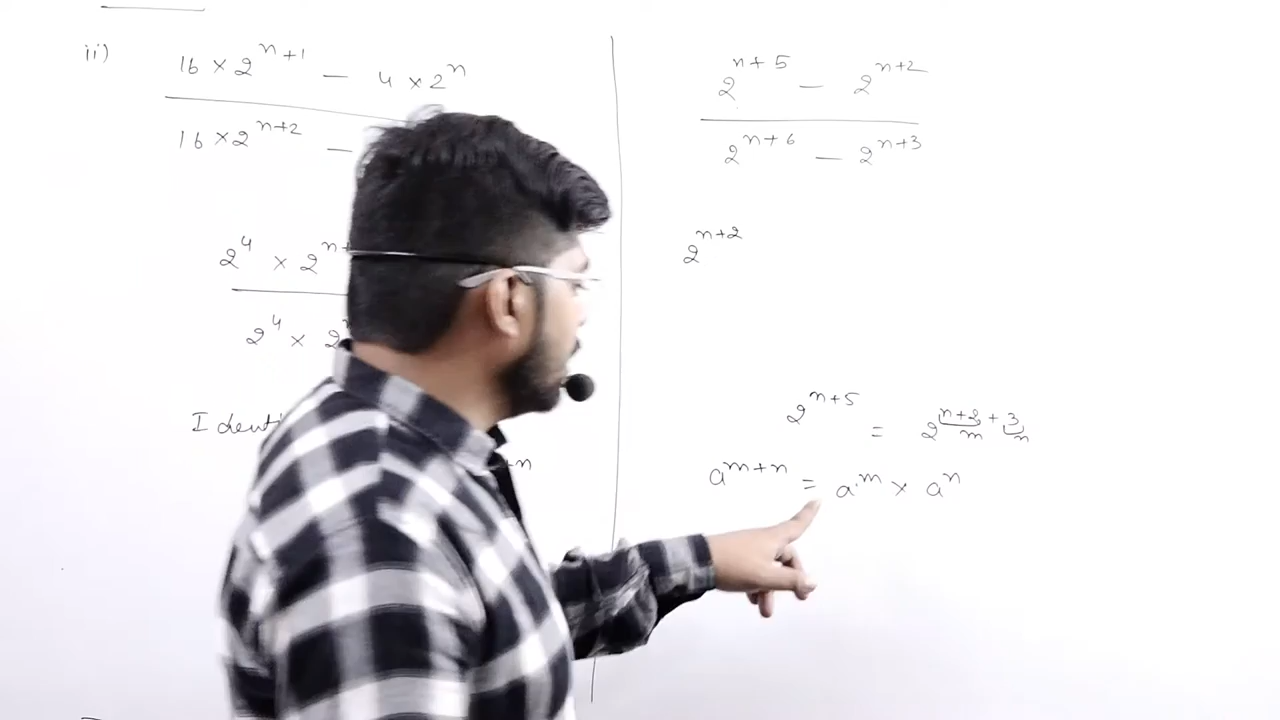 ii)
16 × 2^{n+1} − 4 × 2^{n}
16 × 2^{n+2} −
2^{4} × 2^{n+
2^{4} × 2
Identi
+n
2^{n+5} − 2^{n+2}
2^{n+6} − 2^{n+3}
2^{n+2}
2^{n+5} = 2^{n+2+3}
m n
a^{m+n} = a^{m} × a^{n}